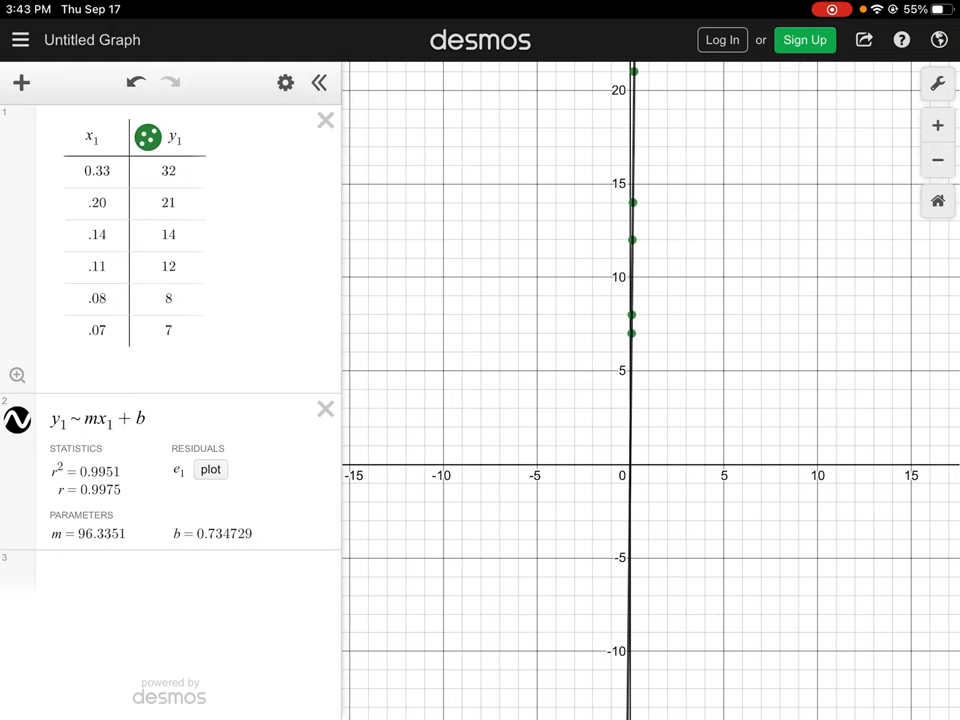 3:43 PM Thu Sep 17 55%
Untitled Graph desmos Log In or Sign Up
1
x₁ y₁
0.33 32
.20 21
.14 14
.11 12
.08 8
.07 7
2
y₁ ~ mx₁ + b
STATISTICS RESIDUALS
r² = 0.9951 e₁ plot
r = 0.9975
PARAMETERS
m = 96.3351 b = 0.734729
3
powered by
desmos
20
15
10
5
-15 -10 -5 0 5 10 15
-5
-10